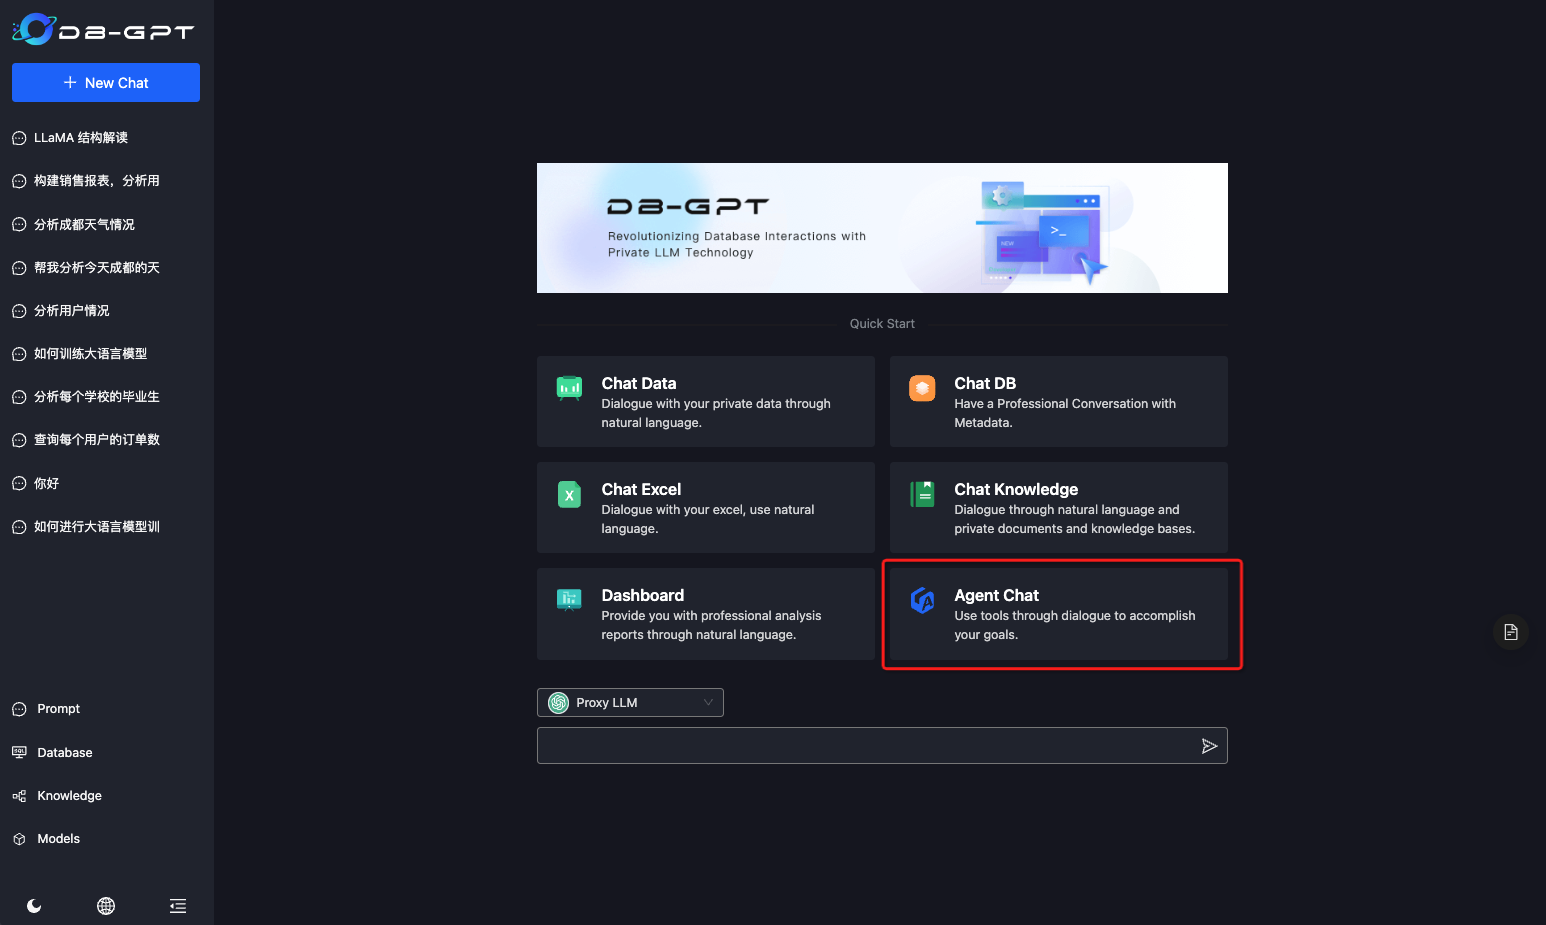 DB-GPT
New Chat
LLaMA 结构解读
构建销售报表，分析用
分析成都天气情况
帮我分析今天成都的天
分析用户情况
如何训练大语言模型
分析每个学校的毕业生
查询每个用户的订单数
你好
如何进行大语言模型训
Prompt
Database
Knowledge
Models
DB-GPT
Revolutionizing Database Interactions with
Private LLM Technology
NEW
>_
Quick Start
Chat Data
Dialogue with your private data through
natural language.
Chat DB
Have a Professional Conversation with
Metadata.
X
Chat Excel
Dialogue with your excel, use natural
language.
Chat Knowledge
Dialogue through natural language and
private documents and knowledge bases.
Dashboard
Provide you with professional analysis
reports through natural language.
Agent Chat
Use tools through dialogue to accomplish
your goals.
Proxy LLM